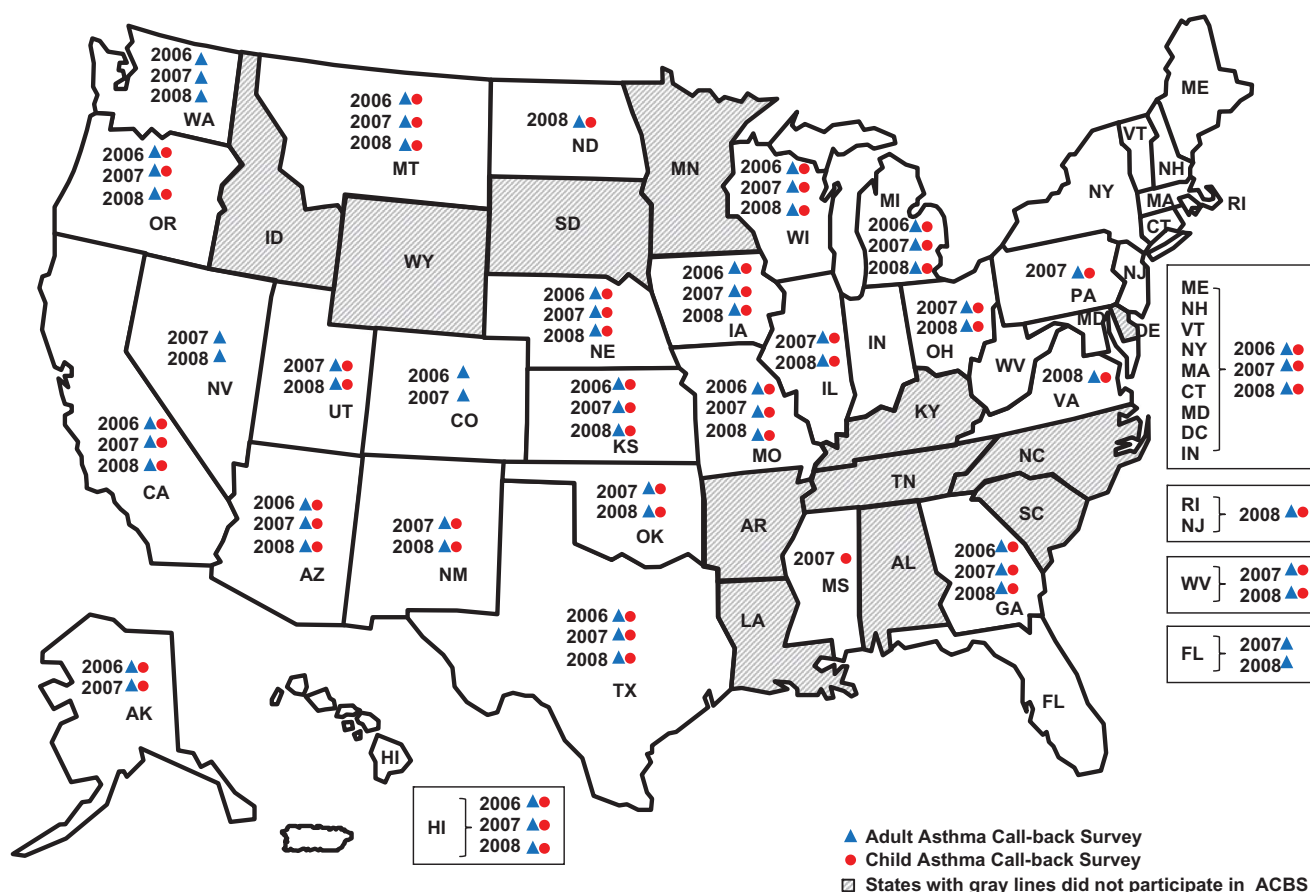 2006
2007
2008
WA
2006
2007
2008
OR
2006
2007
2008
CA
2007
2008
NV
ID
2006
2007
2008
MT
WY
2007
2008
UT
2006
2007
CO
2006
2007
2008
AZ
2007
2008
NM
2008
ND
SD
2006
2007
2008
NE
2006
2007
2008
KS
2007
2008
OK
2006
2007
2008
TX
MN
2006
2007
2008
IA
2006
2007
2008
MO
AR
LA
2006
2007
2008
WI
2007
2008
IL
MI
2006
2007
2008
IN
2007
2008
OH
KY
TN
2007
MS
AL
2006
2007
2008
GA
FL
SC
NC
2008
VA
WV
2007
PA
MD
DE
NJ
NY
VT
NH
ME
MA
CT
RI
ME
NH
VT
NY
MA
CT
MD
DC
IN
2006
2007
2008
RI
NJ
2008
WV
2007
2008
FL
2007
2008
2006
2007
AK
HI
HI
2006
2007
2008
Adult Asthma Call-back Survey
Child Asthma Call-back Survey
States with gray lines did not participate in ACBS